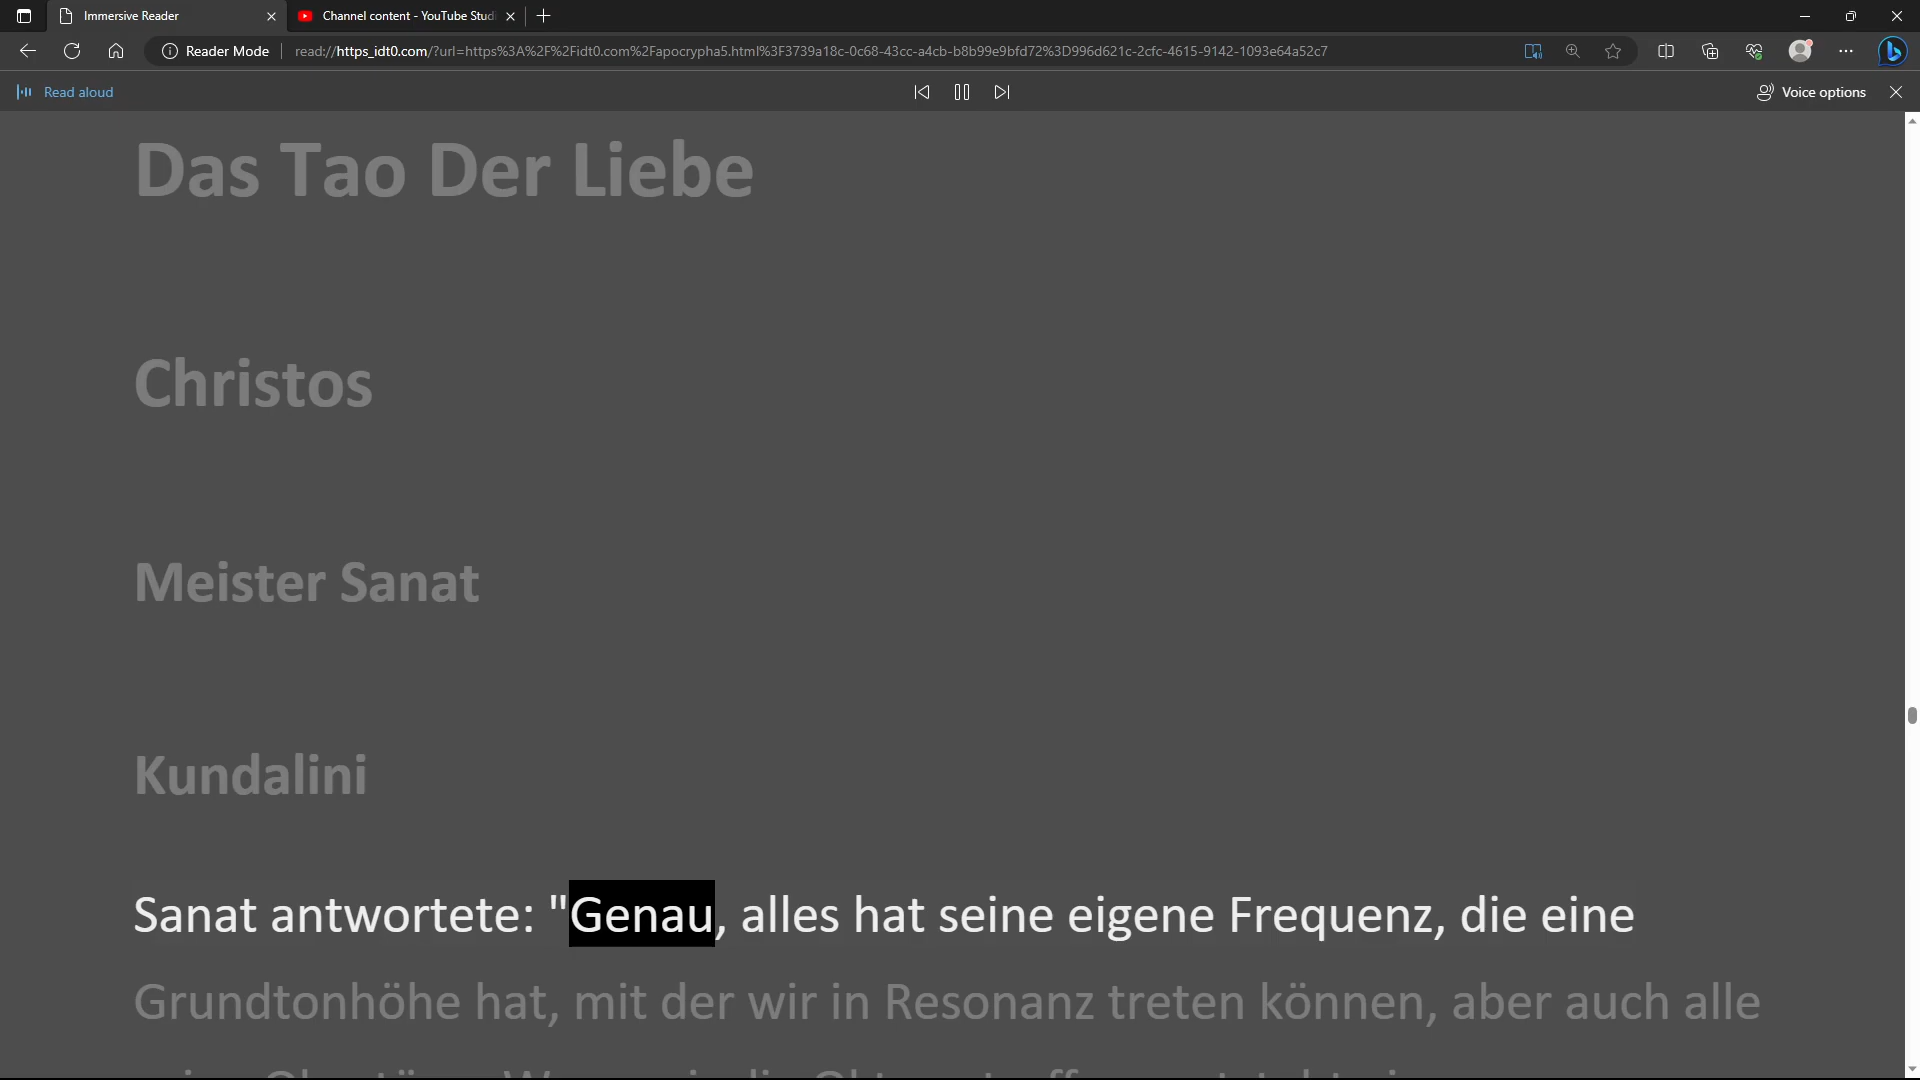 Immersive Reader
Channel content - YouTube Studi
Reader Mode
read://https_idt0.com/?url=https%3A%2F%2Fidt0.com%2Fapocrypha5.html%3F3739a18c-0c68-43cc-a4cb-b8b99e9bfd72%3D996d621c-2cfc-4615-9142-1093e64a52c7
Read aloud
Voice options
Das Tao Der Liebe
Christos
Meister Sanat
Kundalini
Sanat antwortete: "Genau, alles hat seine eigene Frequenz, die eine
Grundtonhöhe hat, mit der wir in Resonanz treten können, aber auch alle